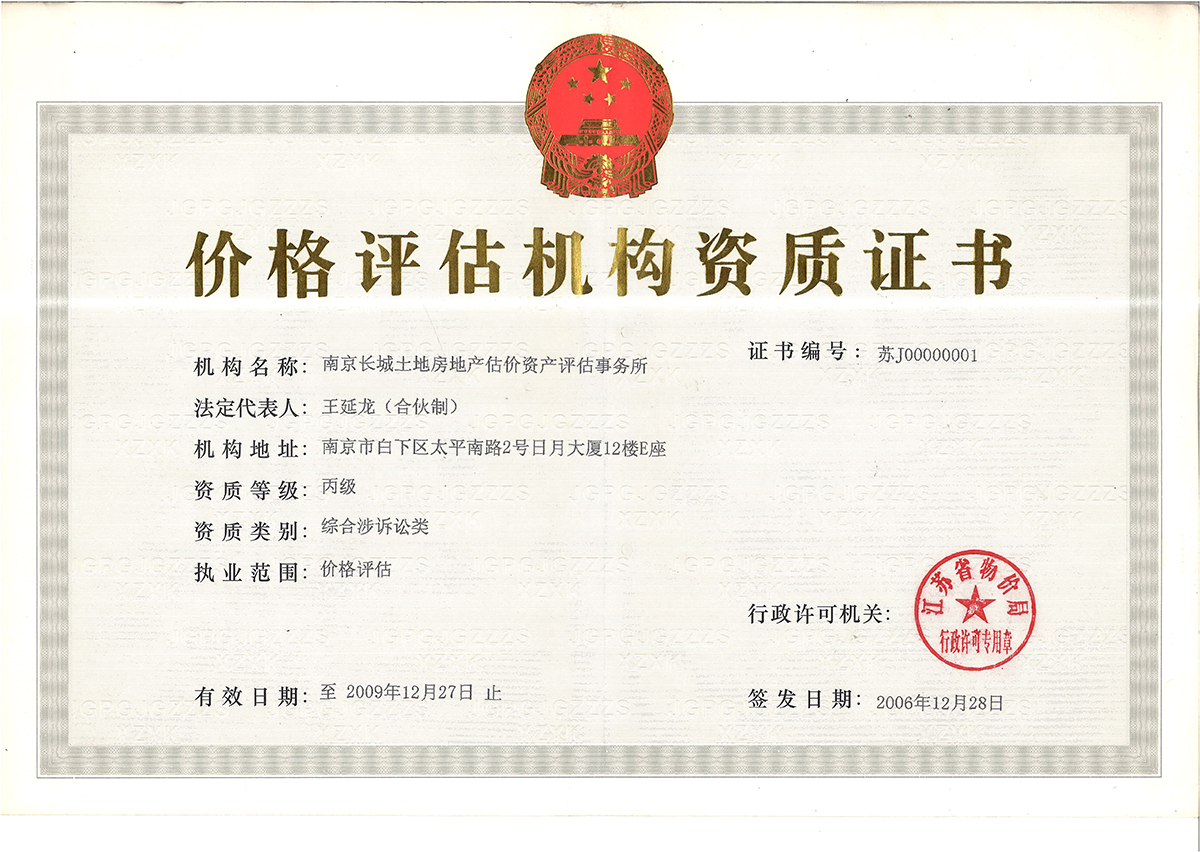 价格评估机构资质证书
证书编号：苏J00000001
机构名称：南京长城土地房地产估价资产评估事务所
法定代表人：王延龙（合伙制）
机构地址：南京市白下区太平南路2号日月大厦12楼E座
资质等级：丙级
资质类别：综合涉诉讼类
执业范围：价格评估
行政许可机关：
江苏省物价局
行政许可专用章
有效日期：至 2009年12月27日 止
签发日期：2006年12月28日